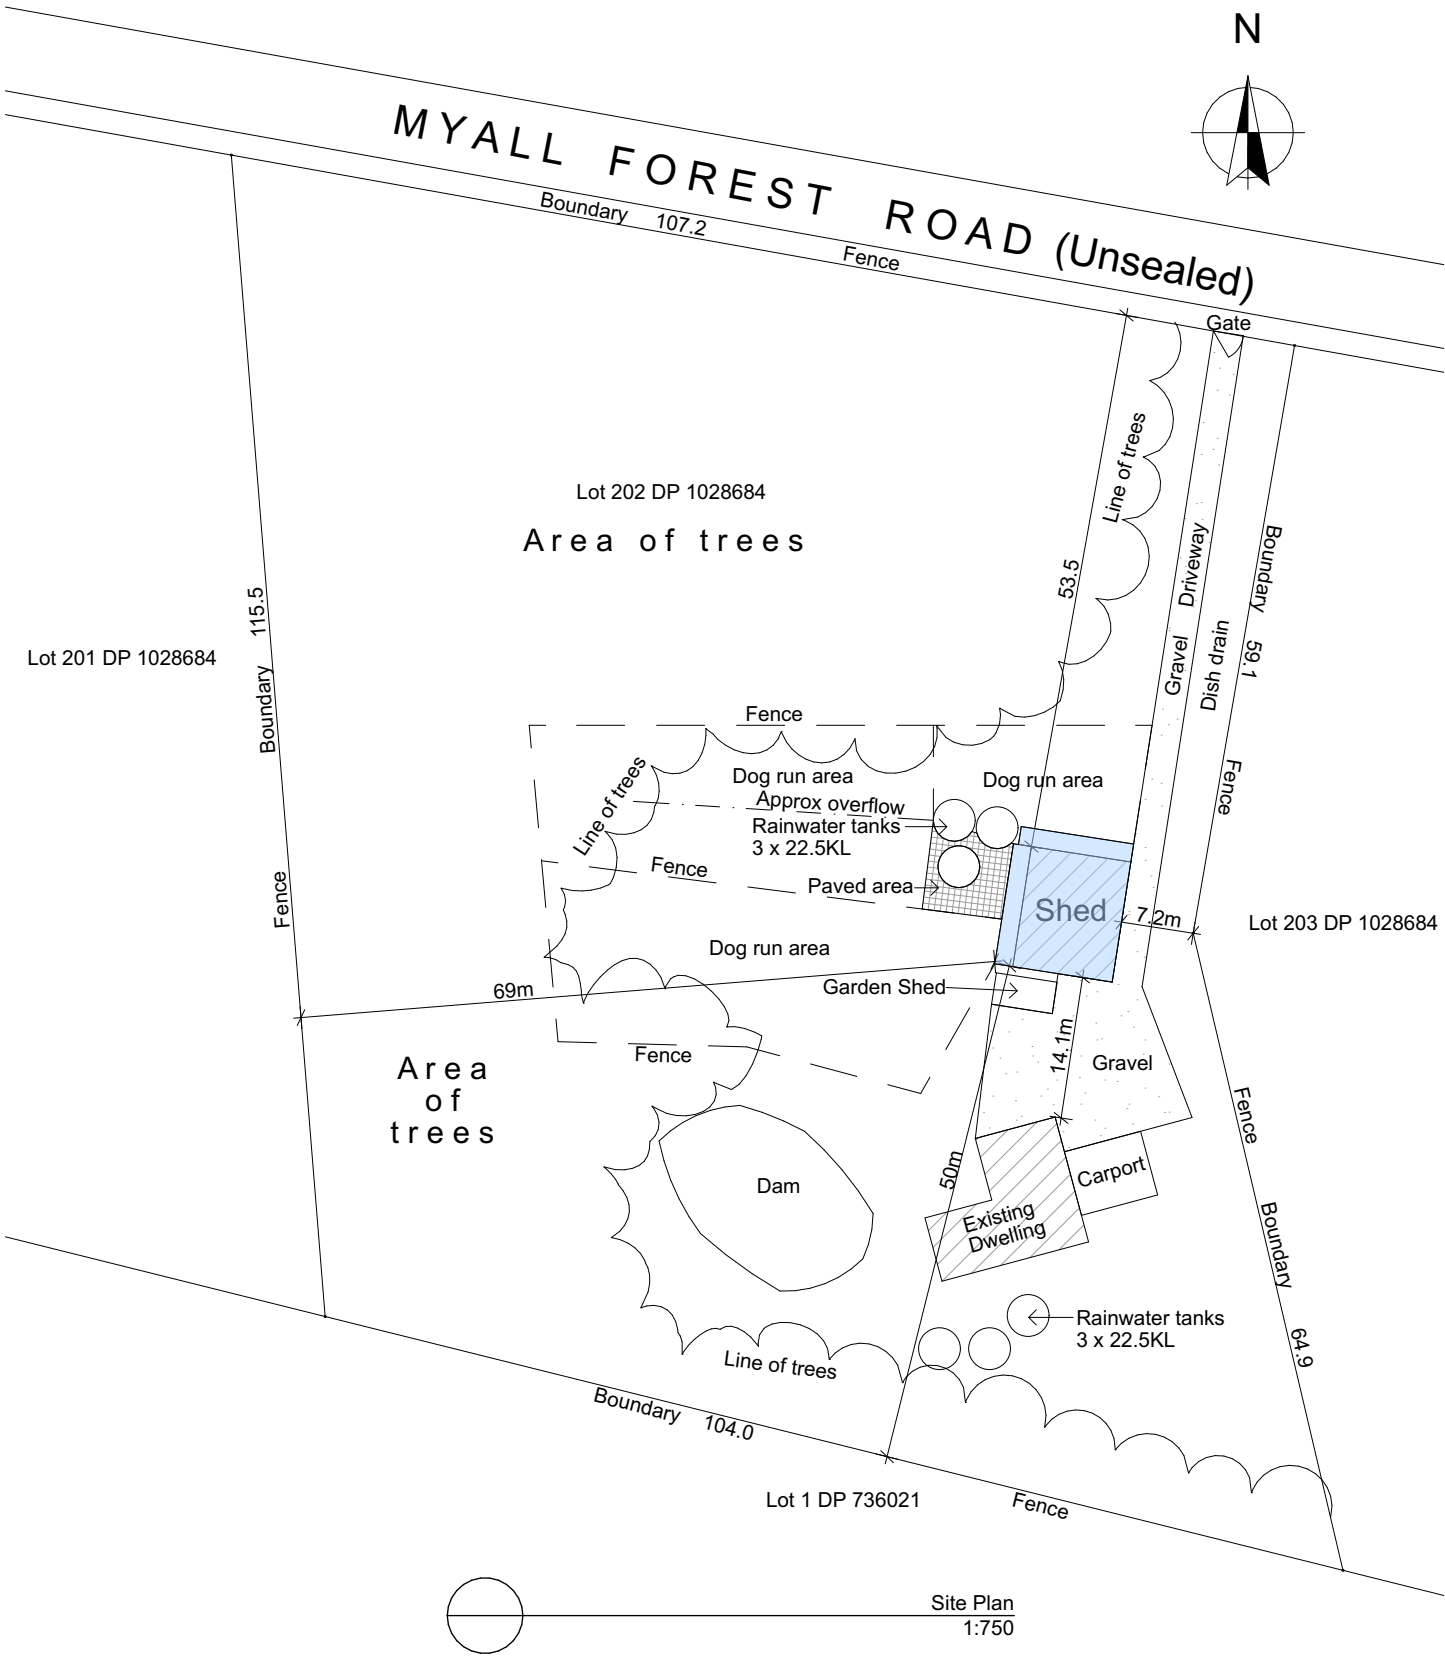 N
MYALL FOREST ROAD (Unsealed)
Boundary 107.2
Fence
Gate
Line of trees
Lot 202 DP 1028684
Area of trees
53.5
Gravel Driveway
Dish drain
Boundary 59.1
Fence
Boundary 115.5
Fence
Lot 201 DP 1028684
Fence
Line of trees
Dog run area
Dog run area
Approx overflow
Rainwater tanks
3 x 22.5KL
Fence
Paved area
Shed
7.2m
Lot 203 DP 1028684
Dog run area
69m
Garden Shed
Fence
14.1m
Gravel
Area
of
trees
Fence
Boundary 64.9
Dam
50m
Carport
Existing
Dwelling
Rainwater tanks
3 x 22.5KL
Line of trees
Boundary 104.0
Lot 1 DP 736021
Fence
Site Plan
1:750